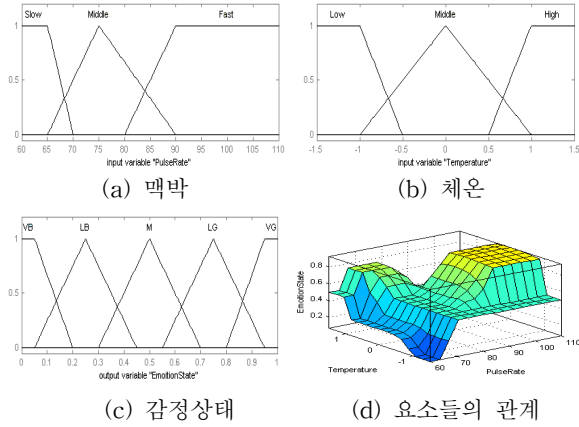 Slow Middle Fast
1
0.5
0
60 65 70 75 80 85 90 95 100 105 110
input variable "PulseRate"
(a) 맥박
Low Middle High
1
0.5
0
-1.5 -1 -0.5 0 0.5 1 1.5
input variable "Temperature"
(b) 체온
VB LB M LG VG
1
0.5
0
0 0.1 0.2 0.3 0.4 0.5 0.6 0.7 0.8 0.9 1
output variable "EmoitionState"
(c) 감정상태
EmoitionState
0.8
0.6
0.4
0.2
1 0 -1
Temperature
60 70 80 90 100 110
PulseRate
(d) 요소들의 관계